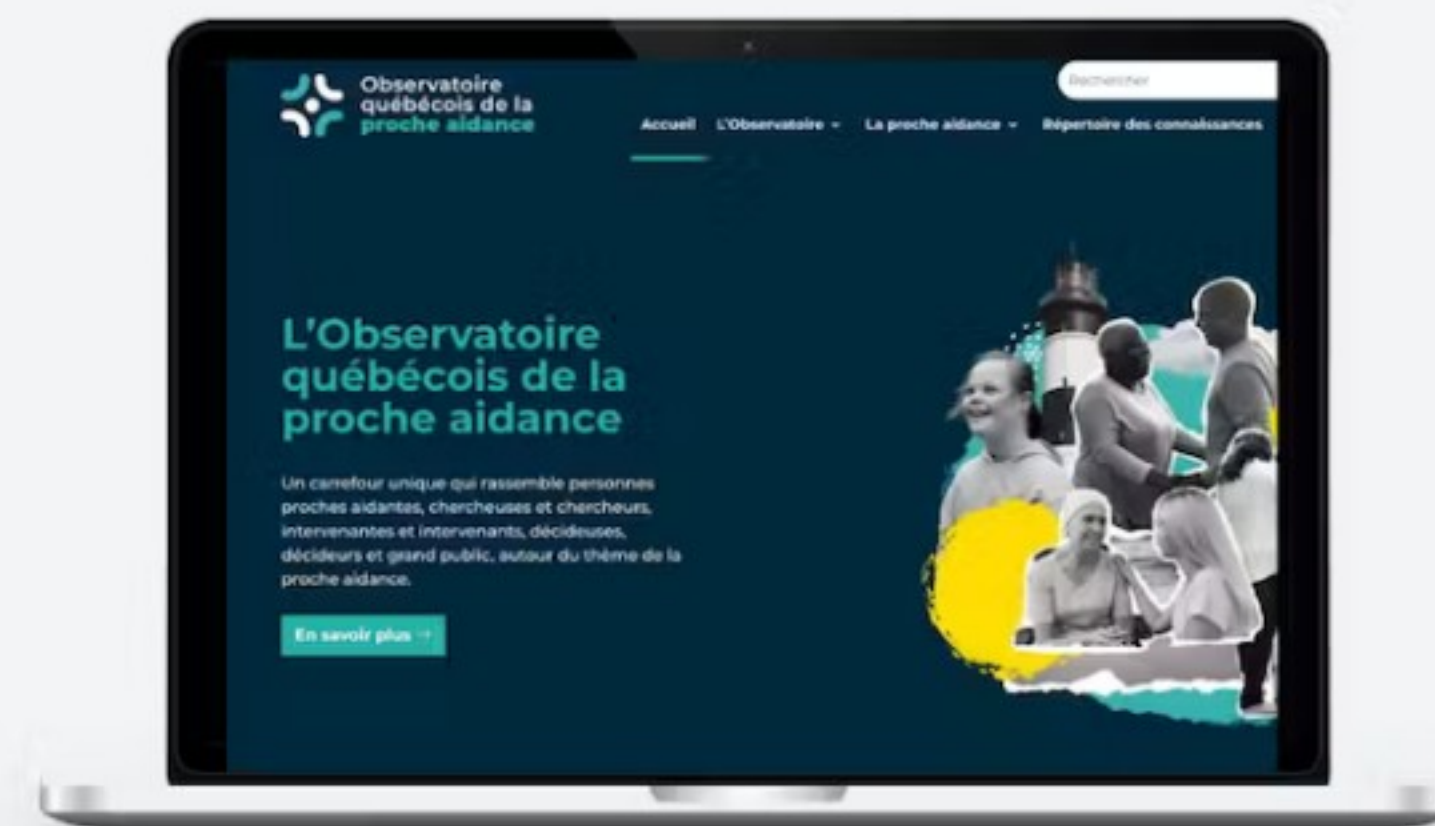 Observatoire
québécois de la
proche aidance
Rechercher
Accueil L'Observatoire La proche aidance Répertoire des connaissances
L'Observatoire
québécois de la
proche aidance
Un carrefour unique qui rassemble personnes
proches aidantes, chercheuses et chercheurs,
intervenantes et intervenants, décideuses,
décideurs et grand public, autour du thème de la
proche aidance.
En savoir plus →